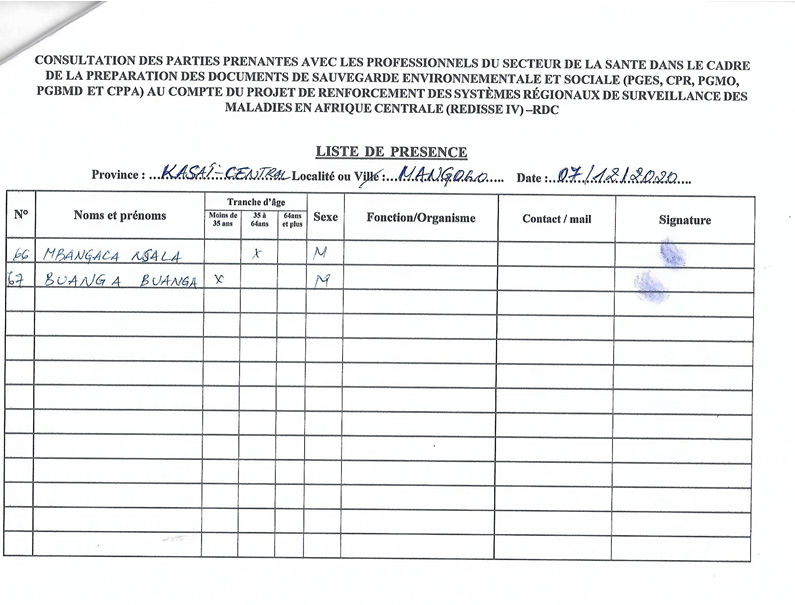 CONSULTATION DES PARTIES PRENANTES AVEC LES PROFESSIONNELS DU SECTEUR DE LA SANTE DANS LE CADRE
DE LA PREPARATION DES DOCUMENTS DE SAUVEGARDE ENVIRONNEMENTALE ET SOCIALE (PGES, CPR, PGMO,
PGBMD ET CPPA) AU COMPTE DU PROJET DE RENFORCEMENT DES SYSTÈMES RÉGIONAUX DE SURVEILLANCE DES
MALADIES EN AFRIQUE CENTRALE (REDISSE IV) –RDC
LISTE DE PRESENCE
Province : ...KASAÏ-CENTRAL Localité ou Ville :....MANGOLO..... Date :..07/12/2020....
N° Noms et prénoms Tranche d'âge Sexe Fonction/Organisme Contact / mail Signature
Moins de 35 ans 35 à 64ans 64ans et plus
66 MBANGACA NSALA x M
67 BUANGA BUANGA x M